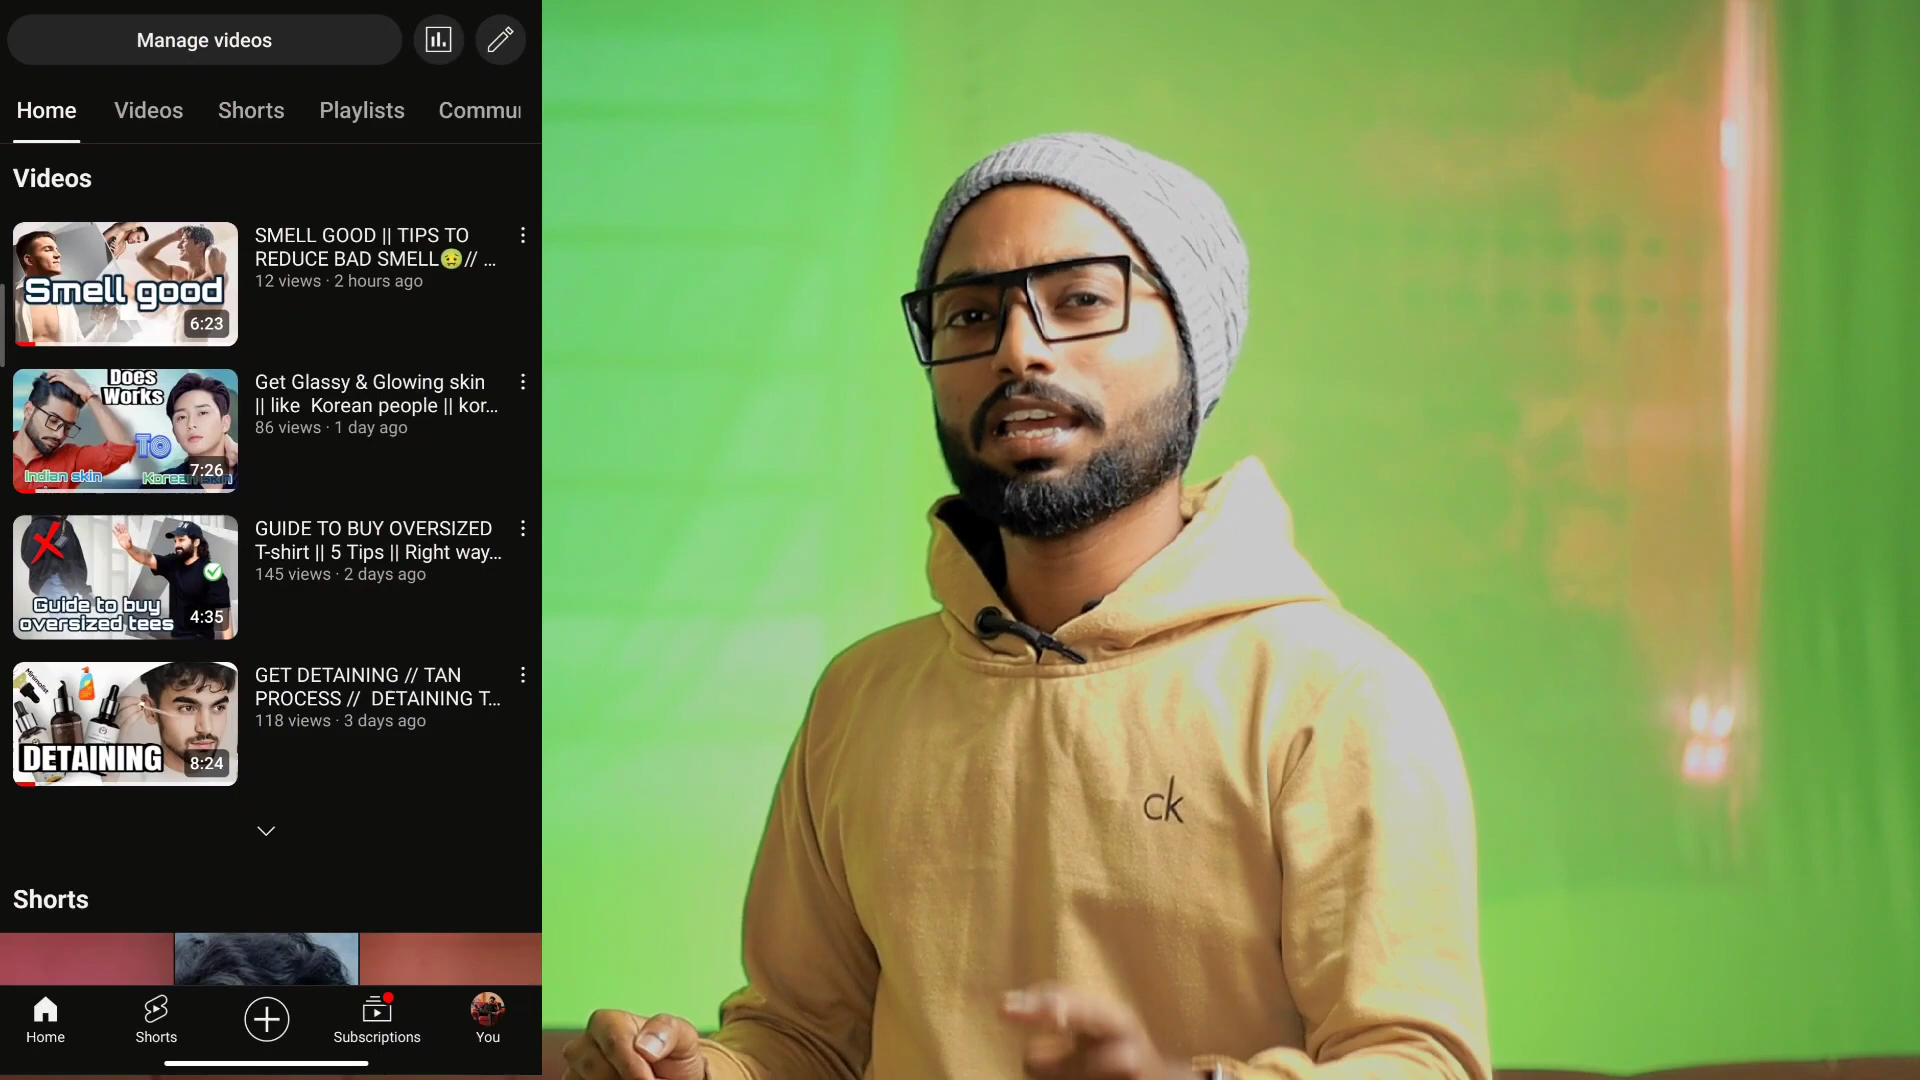 Manage videos
Home Videos Shorts Playlists Commu
Videos
Smell good
6:23
SMELL GOOD || TIPS TO
REDUCE BAD SMELL🤢// ...
12 views · 2 hours ago
Does
Works
TO
Indian skin
Korean skin
7:26
Get Glassy & Glowing skin
|| like Korean people || kor...
86 views · 1 day ago
Guide to buy
oversized tees
4:35
GUIDE TO BUY OVERSIZED
T-shirt || 5 Tips || Right way...
145 views · 2 days ago
Minimalist
DETAINING
8:24
GET DETAINING // TAN
PROCESS // DETAINING T...
118 views · 3 days ago
Shorts
Home Shorts Subscriptions You
ck